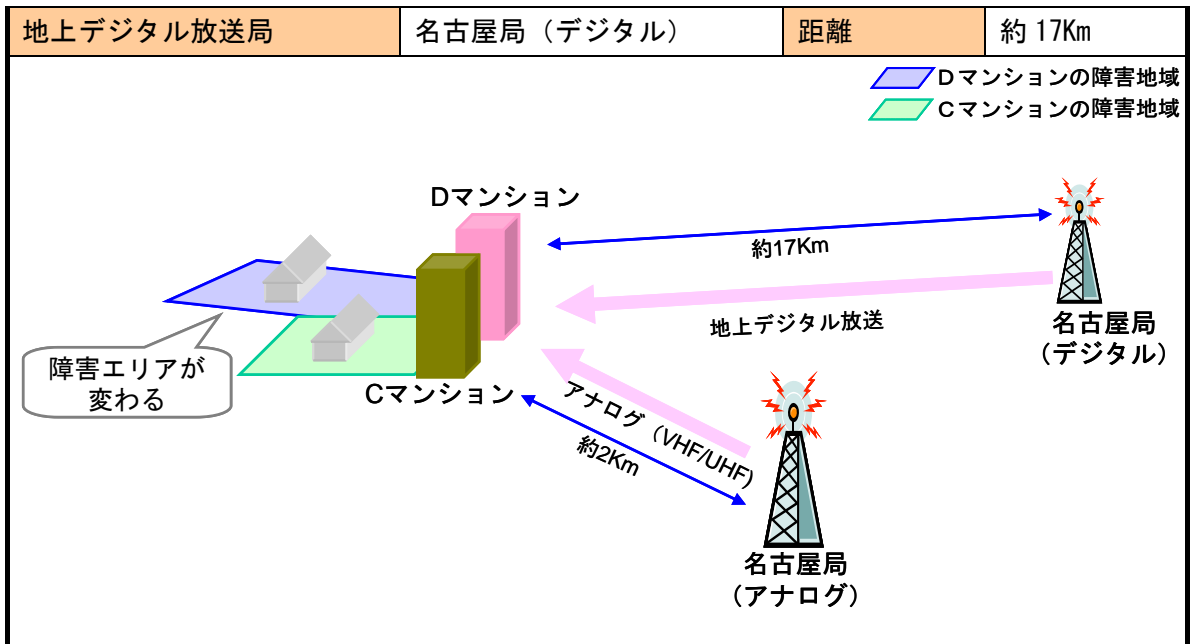 地上デジタル放送局 名古屋局（デジタル） 距離 約17Km
Dマンションの障害地域
Cマンションの障害地域
Dマンション
約17Km
地上デジタル放送
名古屋局
（デジタル）
障害エリアが
変わる
Cマンション
アナログ（VHF/UHF)
約2Km
名古屋局
（アナログ）